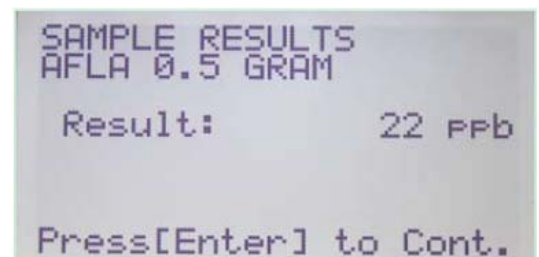 SAMPLE RESULTS
AFLA 0.5 GRAM
Result: 22 ppb
Press[Enter] to Cont.